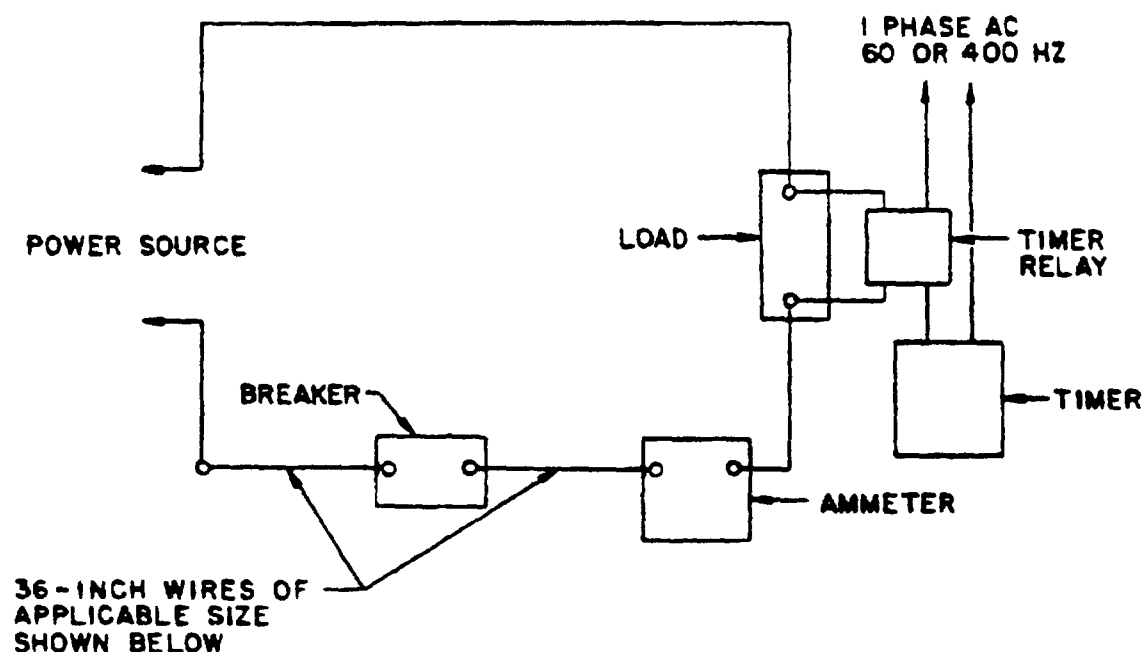 1 PHASE AC
60 OR 400 HZ
POWER SOURCE
LOAD
TIMER
RELAY
BREAKER
TIMER
AMMETER
36-INCH WIRES OF
APPLICABLE SIZE
SHOWN BELOW